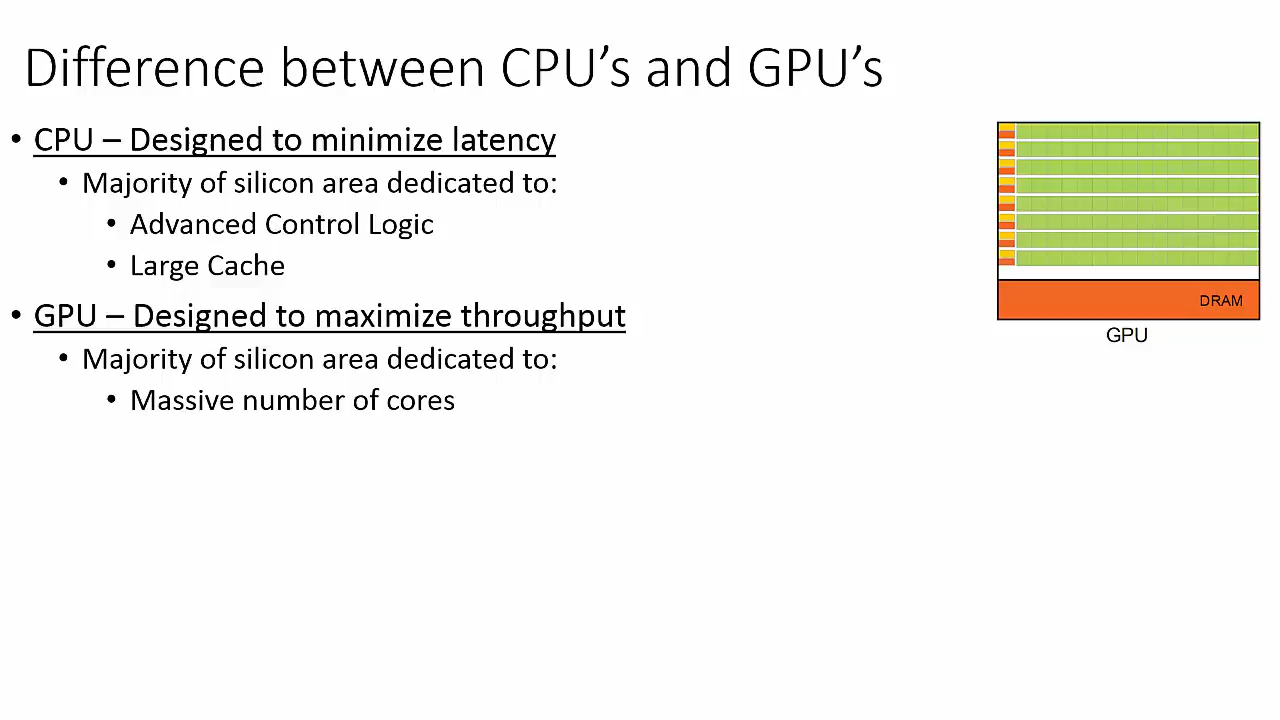 Difference between CPU’s and GPU’s
• CPU – Designed to minimize latency
• Majority of silicon area dedicated to:
• Advanced Control Logic
• Large Cache
• GPU – Designed to maximize throughput
• Majority of silicon area dedicated to:
• Massive number of cores
DRAM
GPU